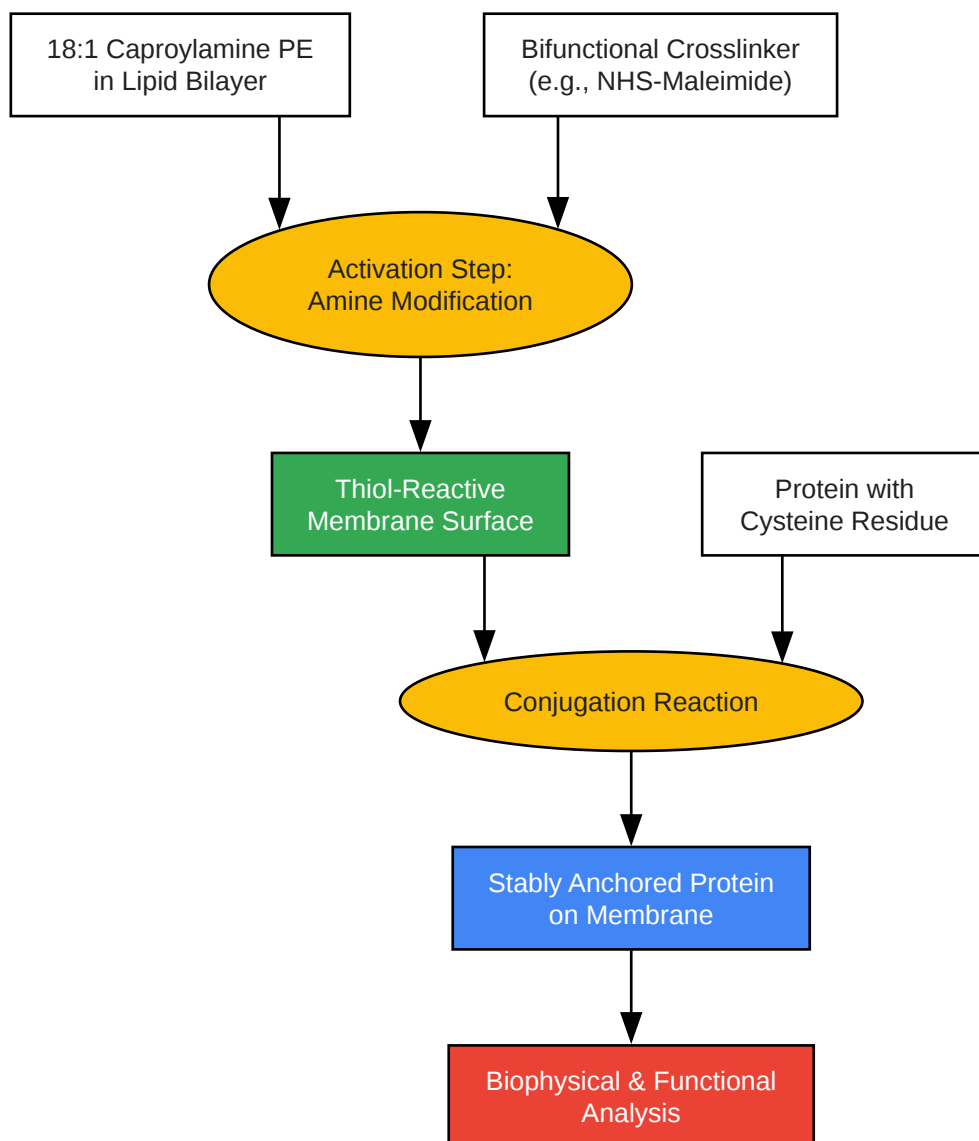 18:1 Caproylamine PE
in Lipid Bilayer
Bifunctional Crosslinker
(e.g., NHS-Maleimide)
Activation Step:
Amine Modification
Thiol-Reactive
Membrane Surface
Protein with
Cysteine Residue
Conjugation Reaction
Stably Anchored Protein
on Membrane
Biophysical & Functional
Analysis